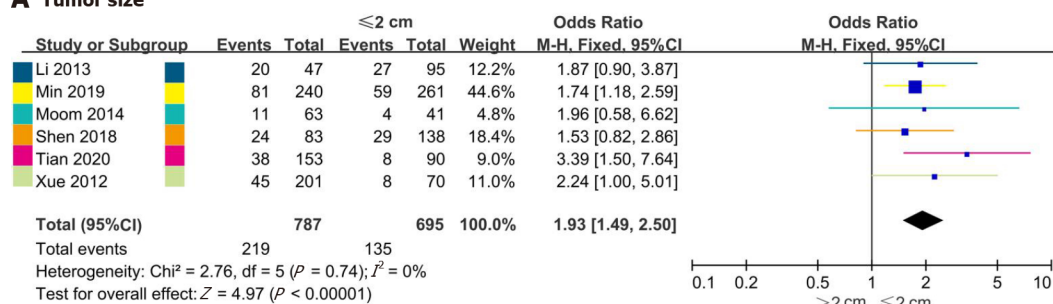 A Tumor size
≤2 cm Odds Ratio Odds Ratio
Study or Subgroup Events Total Events Total Weight M-H, Fixed, 95%CI M-H, Fixed, 95%CI
Li 2013 20 47 27 95 12.2% 1.87 [0.90, 3.87]
Min 2019 81 240 59 261 44.6% 1.74 [1.18, 2.59]
Moom 2014 11 63 4 41 4.8% 1.96 [0.58, 6.62]
Shen 2018 24 83 29 138 18.4% 1.53 [0.82, 2.86]
Tian 2020 38 153 8 90 9.0% 3.39 [1.50, 7.64]
Xue 2012 45 201 8 70 11.0% 2.24 [1.00, 5.01]
Total (95%CI) 787 695 100.0% 1.93 [1.49, 2.50]
Total events 219 135
Heterogeneity: Chi² = 2.76, df = 5 (P = 0.74); I² = 0%
Test for overall effect: Z = 4.97 (P < 0.00001)
0.1 0.2 0.5 1 2 5 10
>2 cm ≤2 cm